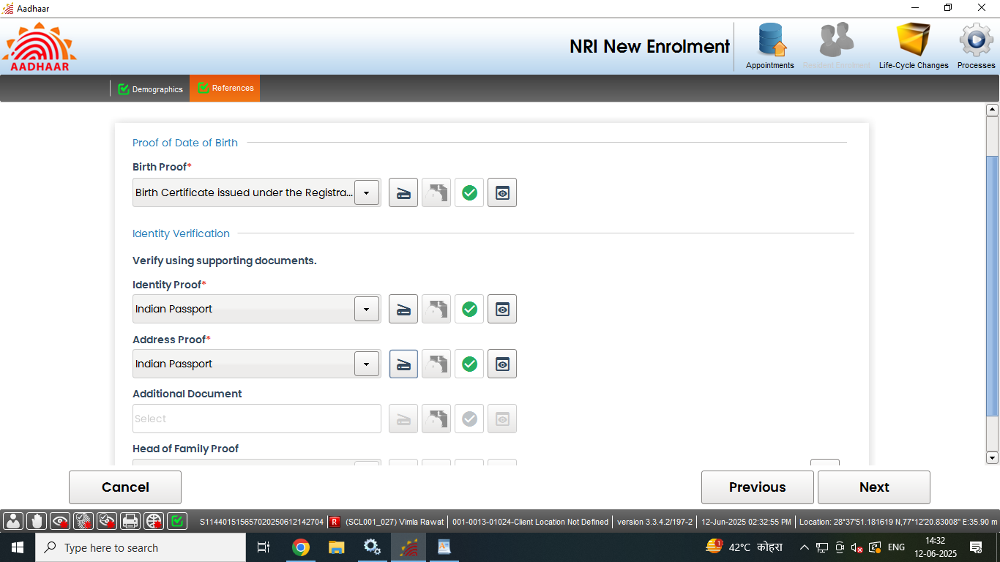 Aadhaar
AADHAAR
NRI New Enrolment
Appointments
Resident Enrolment
Life-Cycle Changes
Processes
Demographics
References
Proof of Date of Birth
Birth Proof*
Birth Certificate issued under the Registra...
Identity Verification
Verify using supporting documents.
Identity Proof*
Indian Passport
Address Proof*
Indian Passport
Additional Document
Select
Head of Family Proof
Cancel
Previous
Next
S1144015156570202506121427​04 R (SCL001_027) Vimla Rawat 001-0013-01024-Client Location Not Defined version 3.3.4.2/197-2 12-Jun-2025 02:32:55 PM Location: 28°37'51.181619 N,77°12'20.83008" E:35.90 m
Type here to search
1
42°C कोहरा
ENG
14:32
12-06-2025